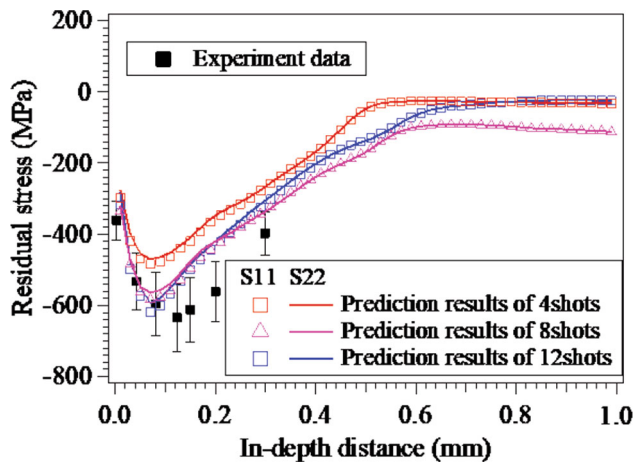 200
0
-200
-400
-600
-800
Residual stress (MPa)
Experiment data
S11 S22
Prediction results of 4shots
Prediction results of 8shots
Prediction results of 12shots
0.0 0.2 0.4 0.6 0.8 1.0
In-depth distance (mm)